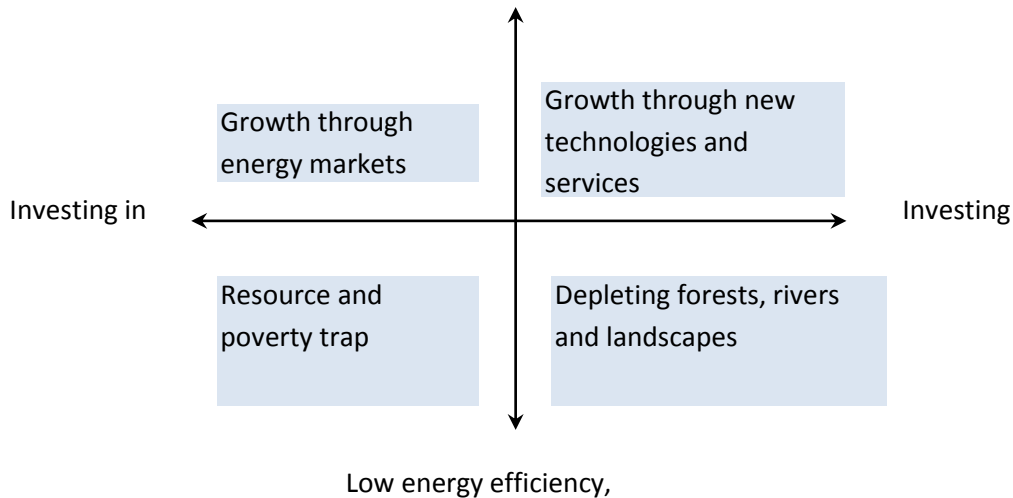 Growth through
energy markets
Growth through new
technologies and
services
Investing in
Investing
Resource and
poverty trap
Depleting forests, rivers
and landscapes
Low energy efficiency,